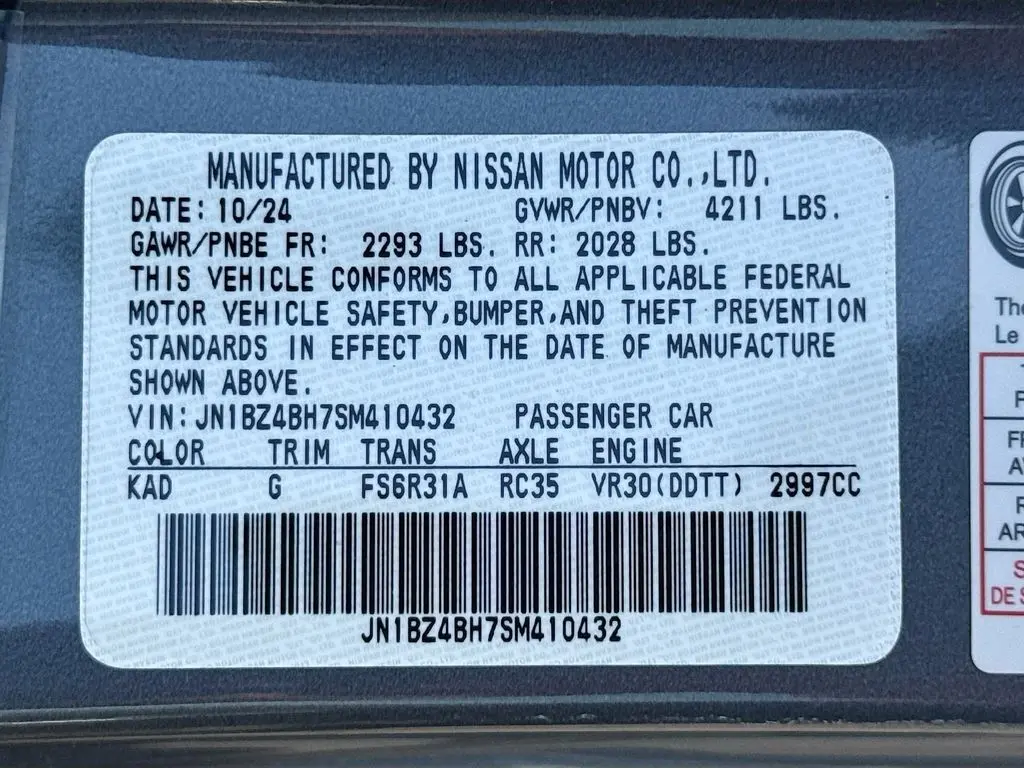 MANUFACTURED BY NISSAN MOTOR CO.,LTD.
DATE: 10/24 GVWR/PNBV: 4211 LBS.
GAWR/PNBE FR: 2293 LBS. RR: 2028 LBS.
THIS VEHICLE CONFORMS TO ALL APPLICABLE FEDERAL
MOTOR VEHICLE SAFETY,BUMPER,AND THEFT PREVENTION
STANDARDS IN EFFECT ON THE DATE OF MANUFACTURE
SHOWN ABOVE.
VIN: JN1BZ4BH7SM410432 PASSENGER CAR
COLOR TRIM TRANS AXLE ENGINE
KAD G FS6R31A RC35 VR30(DDTT) 2997CC
JN1BZ4BH7SM410432
Le
DE